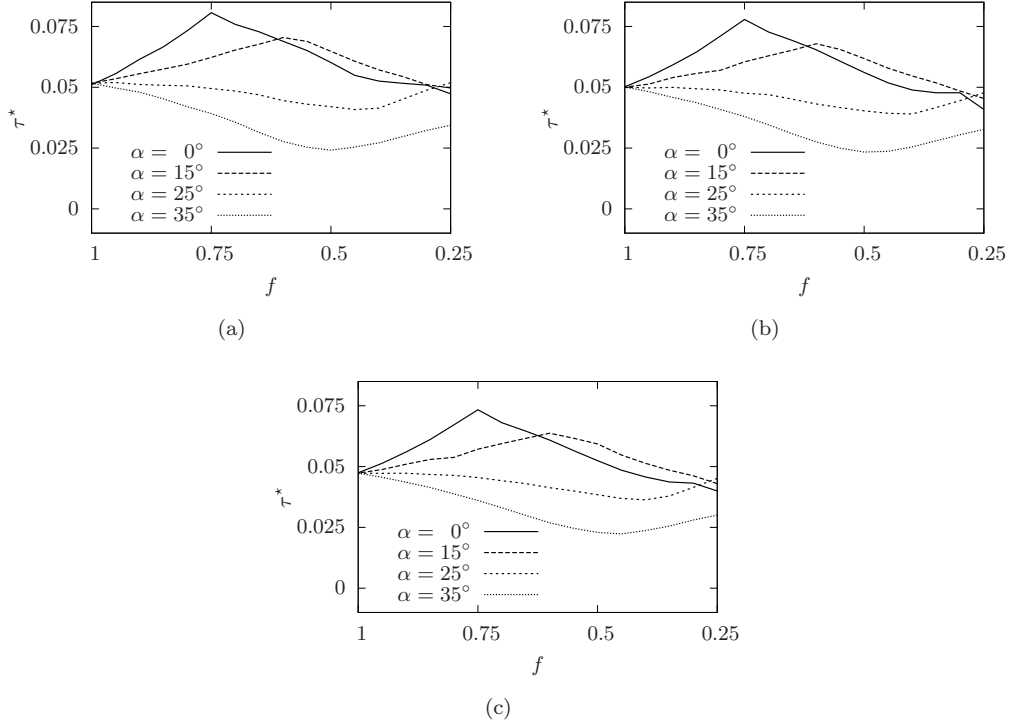 0.075
0.05
0.025
0
τ⋆
α = 0°
α = 15°
α = 25°
α = 35°
1 0.75 0.5 0.25
f
(a)
0.075
0.05
0.025
0
τ⋆
α = 0°
α = 15°
α = 25°
α = 35°
1 0.75 0.5 0.25
f
(b)
0.075
0.05
0.025
0
τ⋆
α = 0°
α = 15°
α = 25°
α = 35°
1 0.75 0.5 0.25
f
(c)